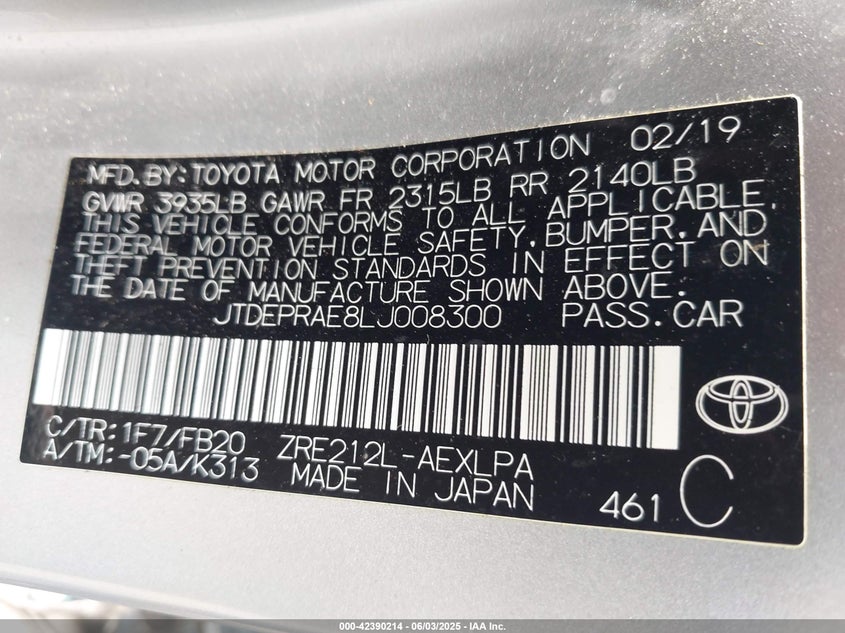 MFD.BY:TOYOTA MOTOR CORPORATION 02/19
GVWR 3935LB GAWR FR 2315LB RR 2140LB
THIS VEHICLE CONFORMS TO ALL APPLICABLE
FEDERAL MOTOR VEHICLE SAFETY,BUMPER,AND
THEFT PREVENTION STANDARDS IN EFFECT ON
THE DATE OF MANUFACTURE SHOWN ABOVE.
JTDEPRAE8LJ008300 PASS.CAR
C/TR:1F7/FB20 ZRE212L-AEXLPA
A/TM:-05A/K313 MADE IN JAPAN 461 C
000-42390214 - 06/03/2025 - IAA Inc.